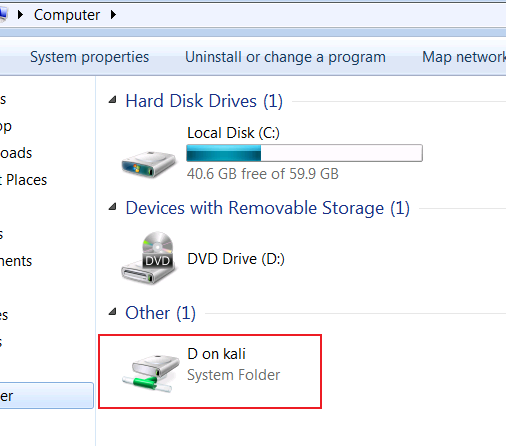 Computer
System properties Uninstall or change a program Map network
s
Hard Disk Drives (1)
Local Disk (C:)
op
oads
40.6 GB free of 59.9 GB
t Places
Devices with Removable Storage (1)
s
DVD
DVD Drive (D:)
ments
Other (1)
es
s
D on kali
System Folder
er